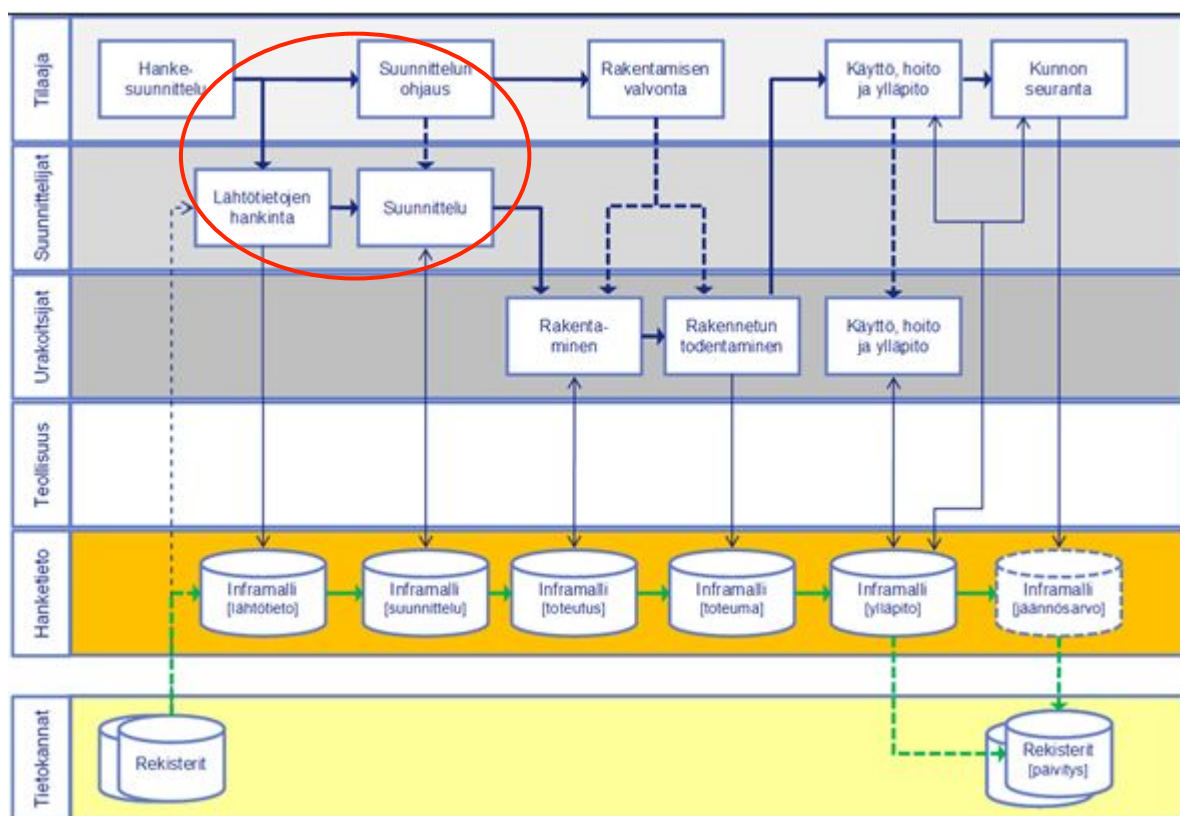 Tilaaja
Hanke-
suunnittelu
Suunnittelun
ohjaus
Rakentamisen
valvonta
Käyttö, hoito
ja ylläpito
Kunnon
seuranta
Suunnittelijat
Lähtötietojen
hankinta
Suunnittelu
Urakoitsijat
Rakenta-
minen
Rakennetun
todentaminen
Käyttö, hoito
ja ylläpito
Teollisuus
Hanketieto
Inframalli
[lähtötieto]
Inframalli
[suunnittelu]
Inframalli
[toteutus]
Inframalli
[toteuma]
Inframalli
[ylläpito]
Inframalli
[jäännösarvo]
Tietokannat
Rekisterit
Rekisterit
[päivitys]